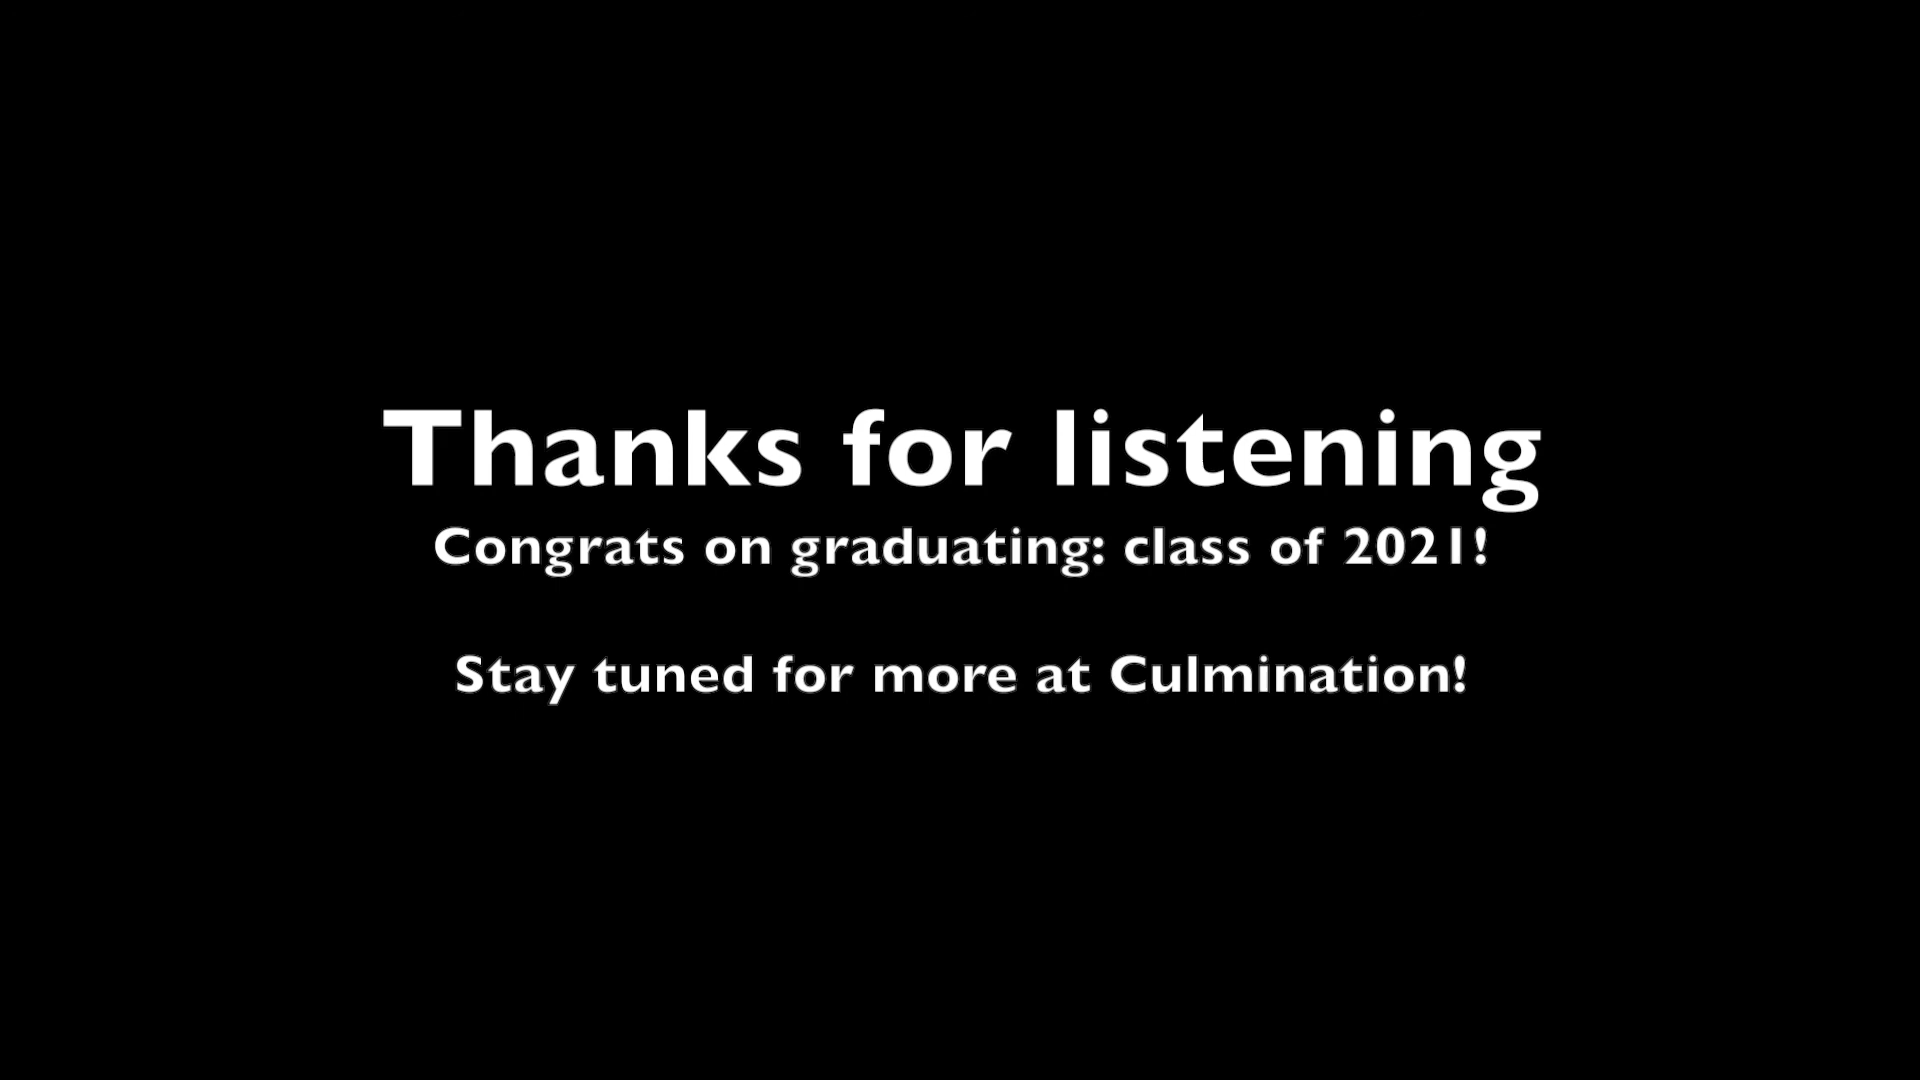 Thanks for listening
Congrats on graduating: class of 2021!
Stay tuned for more at Culmination!